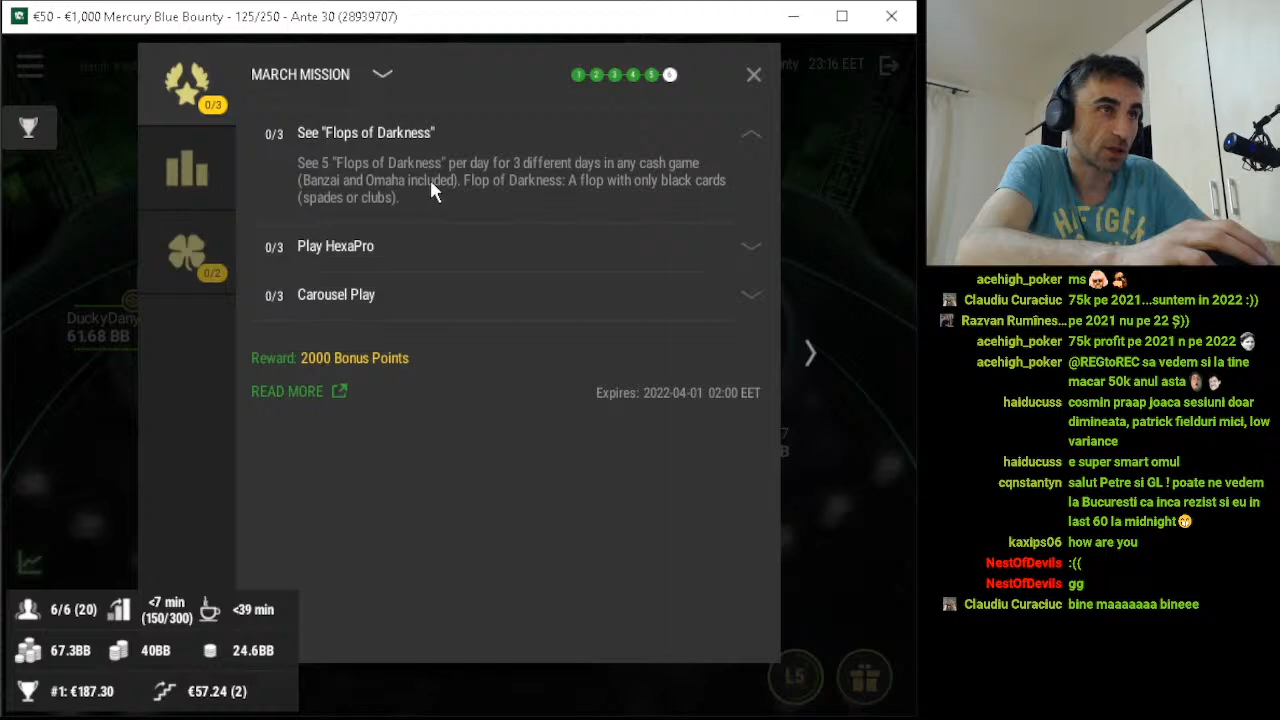 €50 - €1,000 Mercury Blue Bounty - 125/250 - Ante 30 (28939707)
23:16 EET
MARCH MISSION
1 2 3 4 5 6
0/3
0/3 See "Flops of Darkness"
See 5 "Flops of Darkness" per day for 3 different days in any cash game
(Banzai and Omaha included). Flop of Darkness: A flop with only black cards
(spades or clubs).
0/3 Play HexaPro
0/2
0/3 Carousel Play
DuckyDany
61.68 BB
Reward: 2000 Bonus Points
READ MORE
Expires: 2022-04-01 02:00 EET
6/6 (20)
<7 min
(150/300)
<39 min
67.3BB
40BB
24.6BB
#1: €187.30
€57.24 (2)
L5
acehigh_poker ms
Claudiu Curaciuc 75k pe 2021...suntem in 2022 :))
Razvan Rumînes... pe 2021 nu pe 22 Ș))
acehigh_poker 75k profit pe 2021 n pe 2022
acehigh_poker @REGtoREC sa vedem si la tine
macar 50k anul asta
haiducuss cosmin praap joaca sesiuni doar
dimineata, patrick fielduri mici, low
variance
haiducuss e super smart omul
cqnstantyn salut Petre si GL ! poate ne vedem
la Bucuresti ca inca rezist si eu in
last 60 la midnight
kaxips06 how are you
NestOfDevils :((
NestOfDevils gg
Claudiu Curaciuc bine maaaaaaa bineee